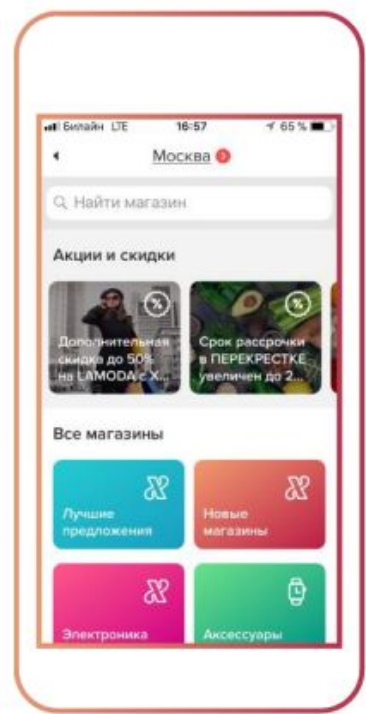 Билайн LTE 16:57 65 %
Москва
Найти магазин
Акции и скидки
Дополнительная
скидка до 50%
на LAMODA с Х...
Срок рассрочки
в ПЕРЕКРЕСТКЕ
увеличен до 2...
Все магазины
Лучшие
предложения
Новые
магазины
Электроника
Аксессуары